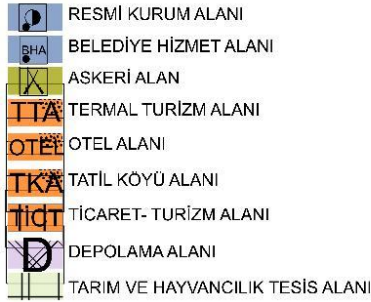 RESMİ KURUM ALANI
BHA BELEDİYE HİZMET ALANI
ASKERİ ALAN
TTA TERMAL TURİZM ALANI
OTEL OTEL ALANI
TKA TATİL KÖYÜ ALANI
TİCT TİCARET- TURİZM ALANI
D DEPOLAMA ALANI
TARIM VE HAYVANCILIK TESİS ALANI